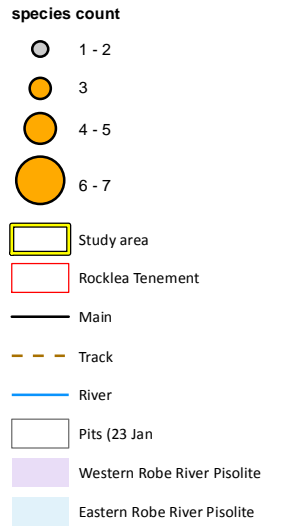 species count
1 - 2
3
4 - 5
6 - 7
Study area
Rocklea Tenement
Main
Track
River
Pits (23 Jan
Western Robe River Pisolite
Eastern Robe River Pisolite